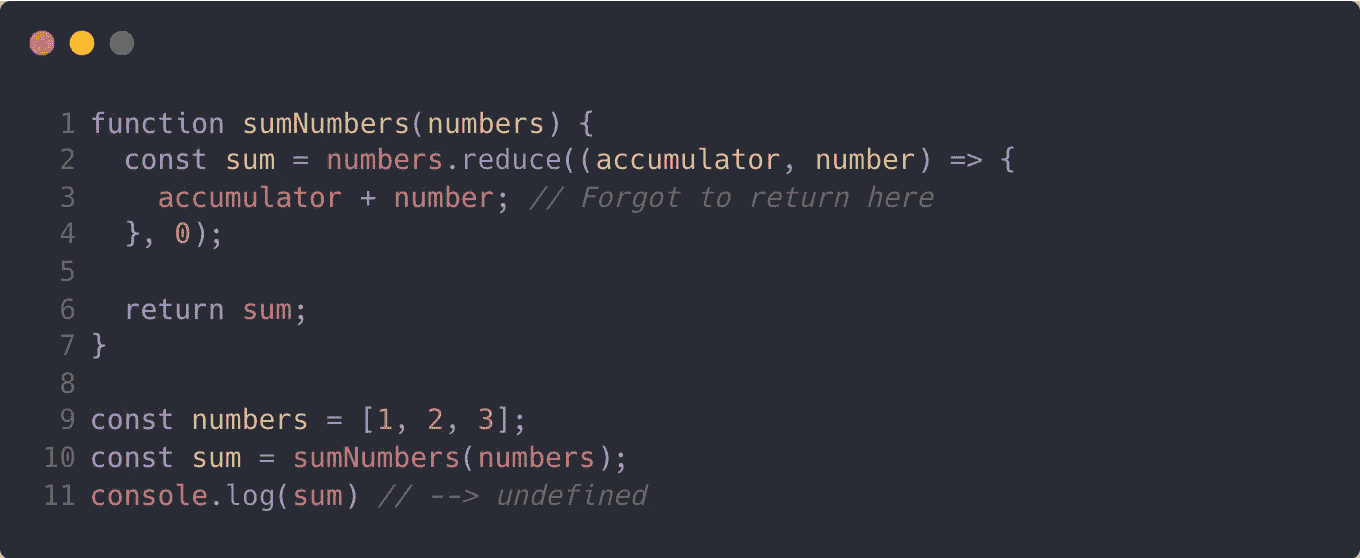 1 function sumNumbers(numbers) {
2   const sum = numbers.reduce((accumulator, number) => {
3     accumulator + number; // Forgot to return here
4   }, 0);
5
6   return sum;
7 }
8
9 const numbers = [1, 2, 3];
10 const sum = sumNumbers(numbers);
11 console.log(sum) // --> undefined